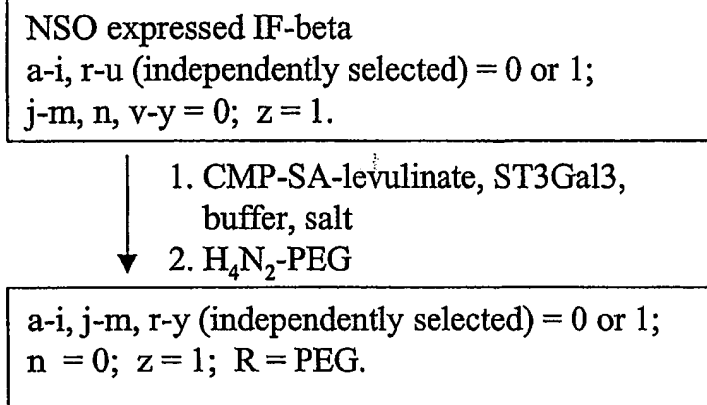 NSO expressed IF-beta
a-i, r-u (independently selected) = 0 or 1;
j-m, n, v-y = 0; z = 1.
1. CMP-SA-levulinate, ST3Gal3,
buffer, salt
2. H₄N₂-PEG
a-i, j-m, r-y (independently selected) = 0 or 1;
n = 0; z = 1; R = PEG.